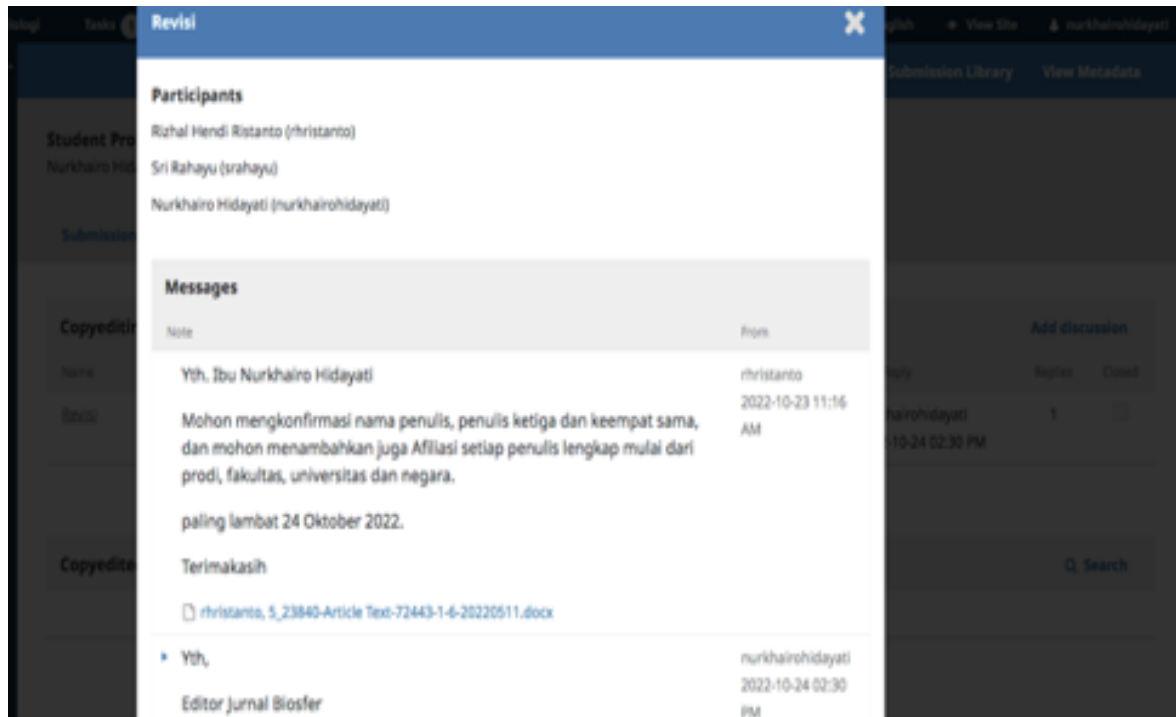 ologi Tasks English View Site nurkhairohidayati
Revisi
Submission Library View Metadata
Participants
Rizhal Hendi Ristanto (rhristanto)
Student Pro
Nurkhairo Hida
Sri Rahayu (srahayu)
Nurkhairo Hidayati (nurkhairohidayati)
Submission
Messages
Note From
Copyeditin Add discussion
Name Reply Replies Closed
Revisi hairohidayati 1
-10-24 02:30 PM
Yth. Ibu Nurkhairo Hidayati
rhristanto
2022-10-23 11:16
AM
Mohon mengkonfirmasi nama penulis, penulis ketiga dan keempat sama,
dan mohon menambahkan juga Afiliasi setiap penulis lengkap mulai dari
prodi, fakultas, universitas dan negara.
paling lambat 24 Oktober 2022.
Terimakasih
Copyedite Search
rhristanto, 5_23840-Article Text-72443-1-6-20220511.docx
Yth,
nurkhairohidayati
2022-10-24 02:30
PM
Editor Jurnal Biosfer